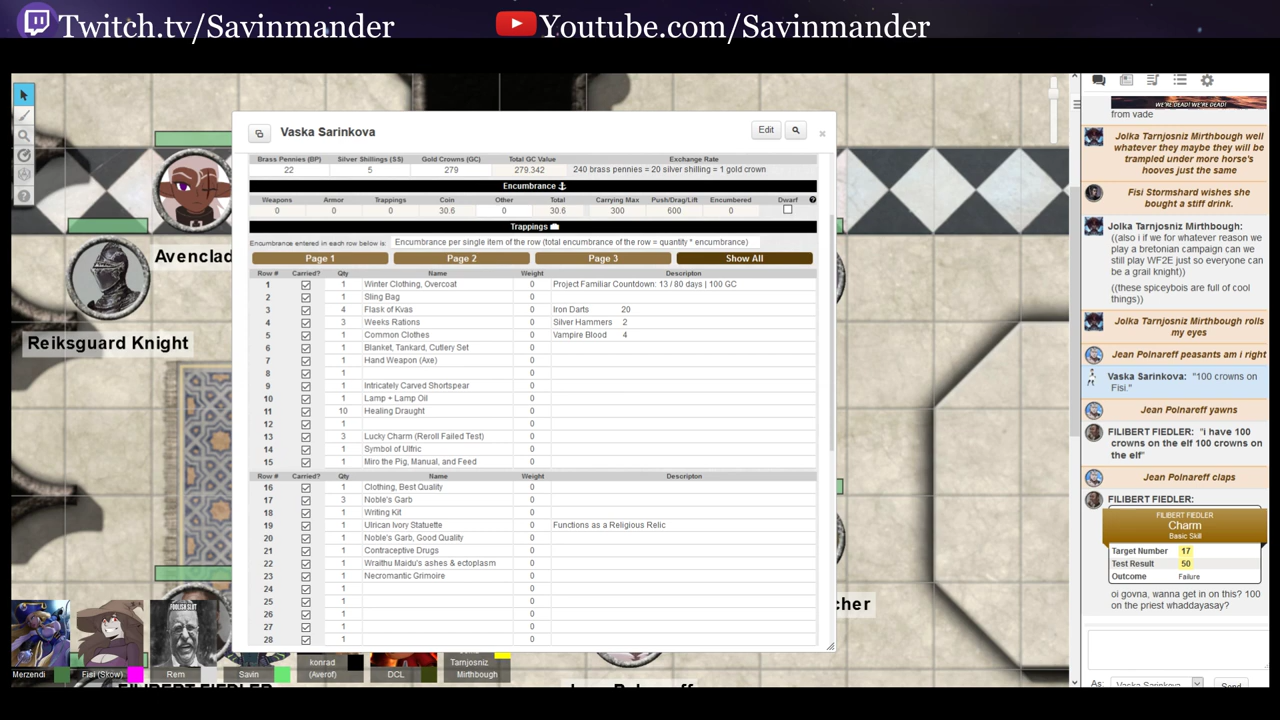 Twitch.tv/Savinmander
Youtube.com/Savinmander
Avenclad
Reiksguard Knight
cher
Merzendi
Fisi (Skow)
FOOLISH SLUT
Rem
Savin
konrad
(Averof)
DCL
Tarnjosniz
Mirthbough
Vaska Sarinkova
Edit
Brass Pennies (BP) Silver Shillings (SS) Gold Crowns (GC) Total GC Value Exchange Rate
22 5 279 279.342 240 brass pennies = 20 silver shilling = 1 gold crown
Encumbrance
Weapons Armor Trappings Coin Other Total Carrying Max Push/Drag/Lift Encumbered Dwarf
0 0 0 30.6 0 30.6 300 600 0
Trappings
Encumbrance entered in each row below is: Encumbrance per single item of the row (total encumbrance of the row = quantity * encumbrance)
Page 1 Page 2 Page 3 Show All
Row # Carried? Qty Name Weight Descripton
1 1 Winter Clothing, Overcoat 0 Project Familiar Countdown: 13 / 80 days | 100 GC
2 1 Sling Bag 0
3 4 Flask of Kvas 0 Iron Darts 20
4 3 Weeks Rations 0 Silver Hammers 2
5 1 Common Clothes 0 Vampire Blood 4
6 1 Blanket, Tankard, Cutlery Set 0
7 1 Hand Weapon (Axe) 0
8 1 0
9 1 Intricately Carved Shortspear 0
10 1 Lamp + Lamp Oil 0
11 10 Healing Draught 0
12 1 0
13 3 Lucky Charm (Reroll Failed Test) 0
14 1 Symbol of Ulfric 0
15 1 Miro the Pig, Manual, and Feed 0
Row # Carried? Qty Name Weight Descripton
16 1 Clothing, Best Quality 0
17 3 Noble's Garb 0
18 1 Writing Kit 0
19 1 Ulrican Ivory Statuette 0 Functions as a Religious Relic
20 1 Noble's Garb, Good Quality 0
21 1 Contraceptive Drugs 0
22 1 Wraithu Maidu's ashes & ectoplasm 0
23 1 Necromantic Grimoire 0
24 1 0
25 1 0
26 1 0
27 1 0
28 1 0
WE'RE DEAD! WE'RE DEAD!
from vade
Jolka Tarnjosniz Mirthbough well
whatever they maybe they will be
trampled under more horse's
hooves just the same
Fisi Stormshard wishes she
bought a stiff drink.
Jolka Tarnjosniz Mirthbough:
((also i if we for whatever reason we
play a bretonian campaign can we
still play WF2E just so everyone can
be a grail knight))
((these spiceybois are full of cool
things))
Jolka Tarnjosniz Mirthbough rolls
my eyes
Jean Polnareff peasants am i right
Vaska Sarinkova: "100 crowns on
Fisi."
Jean Polnareff yawns
FILIBERT FIEDLER: "i have 100
crowns on the elf 100 crowns on
the elf"
Jean Polnareff claps
FILIBERT FIEDLER:
FILIBERT FIEDLER
Charm
Basic Skill
Target Number 17
Test Result 50
Outcome Failure
oi govna, wanna get in on this? 100
on the priest whaddayasay?
As: Vaska Sarinkova Send